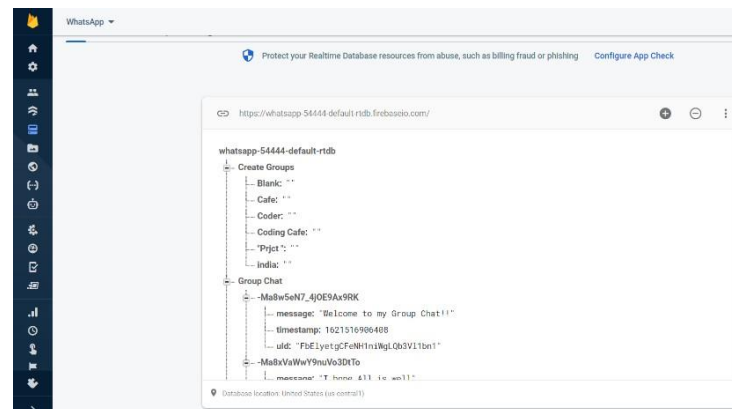 WhatsApp
Protect your Realtime Database resources from abuse, such as billing fraud or phishing Configure App Check
https://whatsapp-54444-default-rtdb.firebaseio.com/
whatsapp-54444-default-rtdb
Create Groups
Blank: ""
Cafe: ""
Coder: ""
Coding Cafe: ""
"Prjct ": ""
india: ""
Group Chat
-Ma8w5eN7_4jOE9Ax9RK
message: "Welcome to my Group Chat!!"
timestamp: 1621516906408
uid: "FbElyetgCFeNH1niWgLQb3Vl1bn1"
-Ma8xVaWwY9nuVo3DtTo
message: "I hope All is well"
Database location: United States (us-central1)